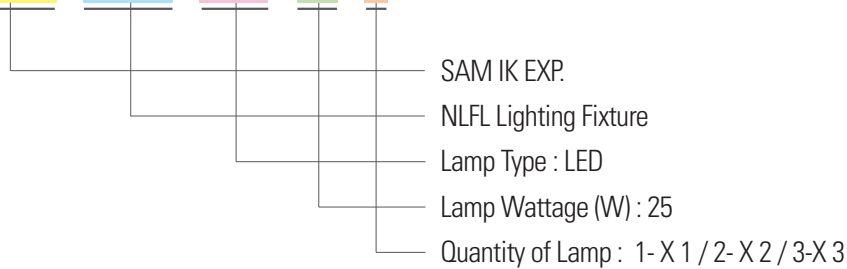 SAM IK EXP.
NLFL Lighting Fixture
Lamp Type : LED
Lamp Wattage (W) : 25
Quantity of Lamp :  1- X 1 / 2- X 2 / 3-X 3